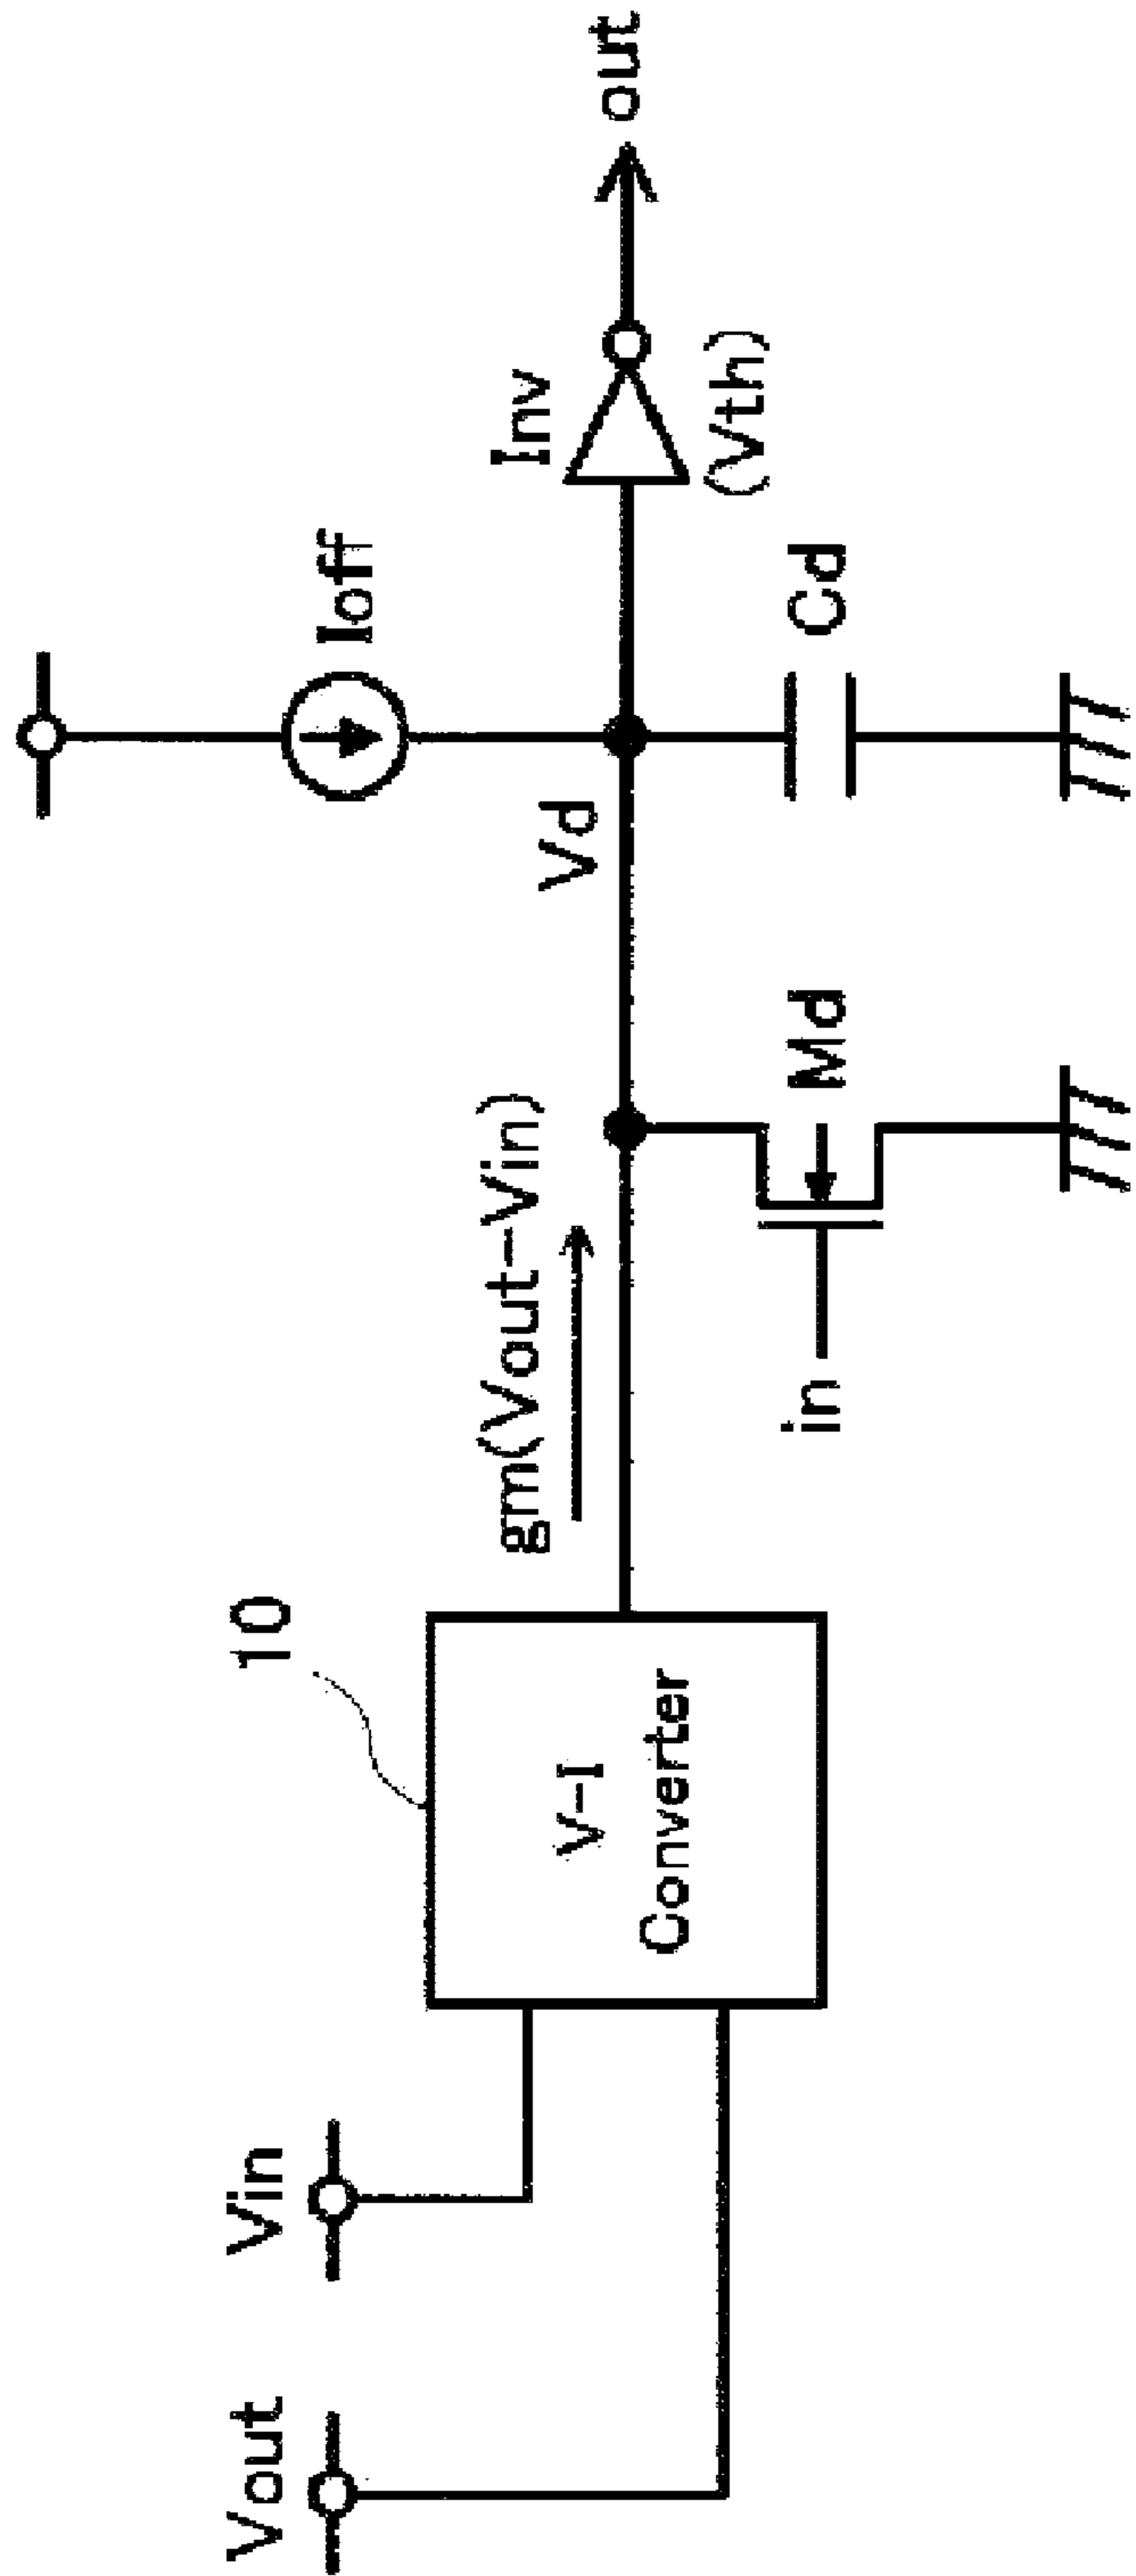 Vout
Vin
10
V-I
Converter
gm(Vout-Vin)
in
Md
Vd
Ioff
Cd
Inv
(Vth)
out